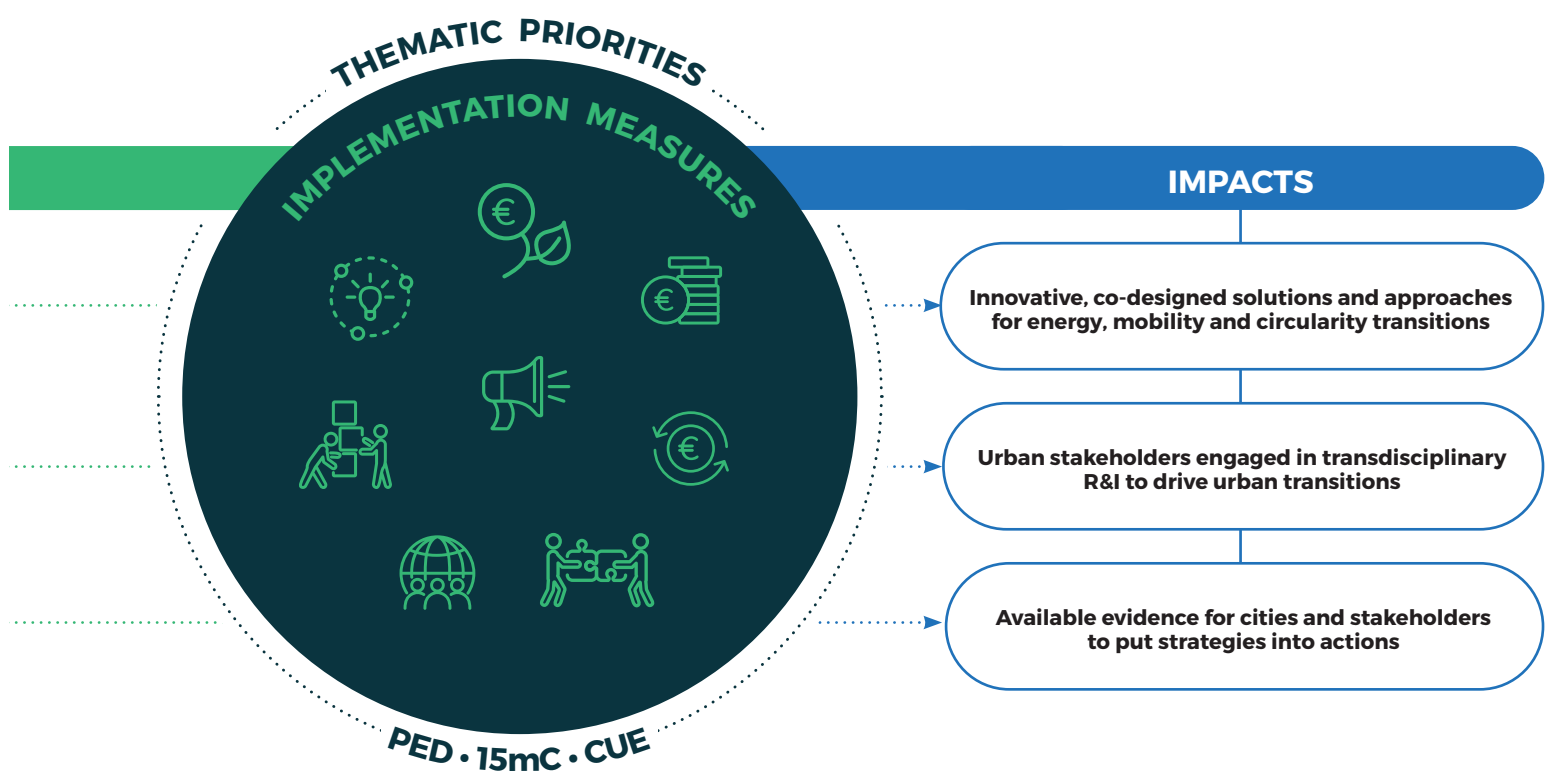 THEMATIC PRIORITIES
IMPLEMENTATION MEASURES
€
€
€
PED • 15mC • CUE
IMPACTS
Innovative, co-designed solutions and approaches
for energy, mobility and circularity transitions
Urban stakeholders engaged in transdisciplinary
R&I to drive urban transitions
Available evidence for cities and stakeholders
to put strategies into actions